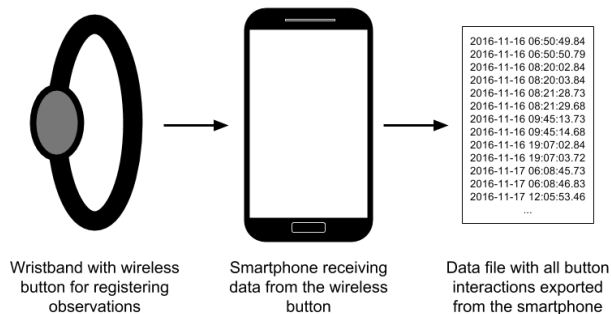 2016-11-16 06:50:49.84
2016-11-16 06:50:50.79
2016-11-16 08:20:02.84
2016-11-16 08:20:03.84
2016-11-16 08:21:28.73
2016-11-16 08:21:29.68
2016-11-16 09:45:13.73
2016-11-16 09:45:14.68
2016-11-16 19:07:02.84
2016-11-16 19:07:03.72
2016-11-17 06:08:45.73
2016-11-17 06:08:46.83
2016-11-17 12:05:53.46
...
Wristband with wireless
button for registering
observations
Smartphone receiving
data from the wireless
button
Data file with all button
interactions exported
from the smartphone